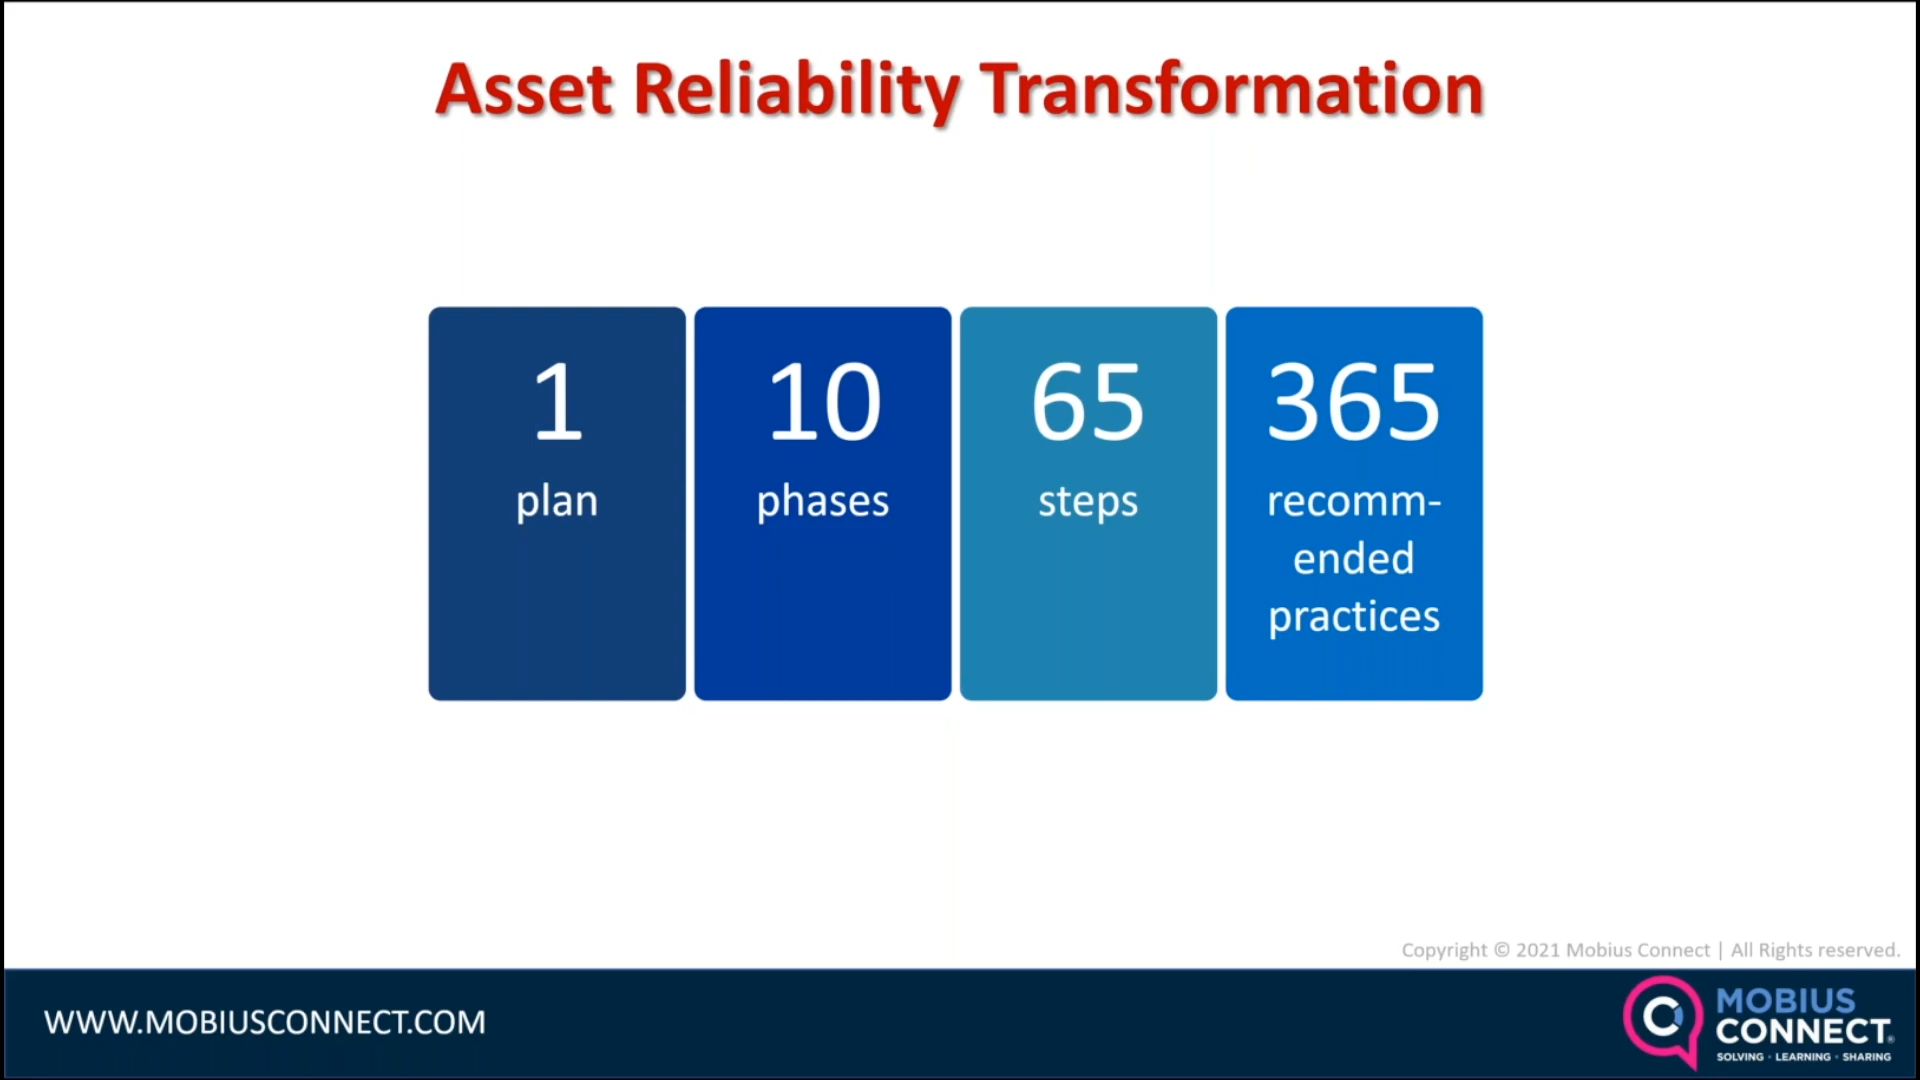 Asset Reliability Transformation
1
plan
10
phases
65
steps
365
recomm-
ended
practices
Copyright © 2021 Mobius Connect | All Rights reserved.
WWW.MOBIUSCONNECT.COM
MOBIUS
CONNECT®
SOLVING · LEARNING · SHARING